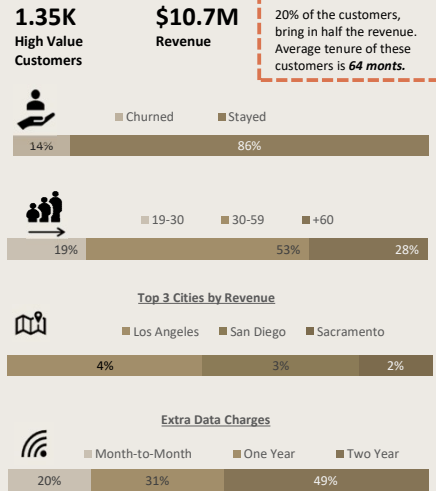 1.35K
High Value
Customers
$10.7M
Revenue
20% of the customers,
bring in half the revenue.
Average tenure of these
customers is 64 monts.
Churned Stayed
14% 86%
19-30 30-59 +60
19% 53% 28%
Top 3 Cities by Revenue
Los Angeles San Diego Sacramento
4% 3% 2%
Extra Data Charges
Month-to-Month One Year Two Year
20% 31% 49%